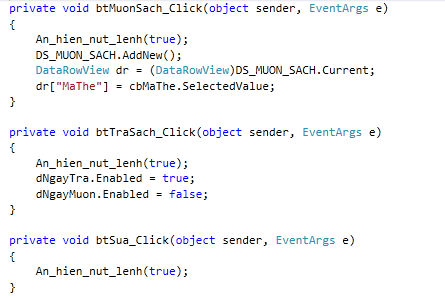 private void btMuonSach_Click(object sender, EventArgs e)
{
    An_hien_nut_lenh(true);
    DS_MUON_SACH.AddNew();
    DataRowView dr = (DataRowView)DS_MUON_SACH.Current;
    dr["MaThe"] = cbMaThe.SelectedValue;
}

private void btTraSach_Click(object sender, EventArgs e)
{
    An_hien_nut_lenh(true);
    dNgayTra.Enabled = true;
    dNgayMuon.Enabled = false;
}

private void btSua_Click(object sender, EventArgs e)
{
    An_hien_nut_lenh(true);
}